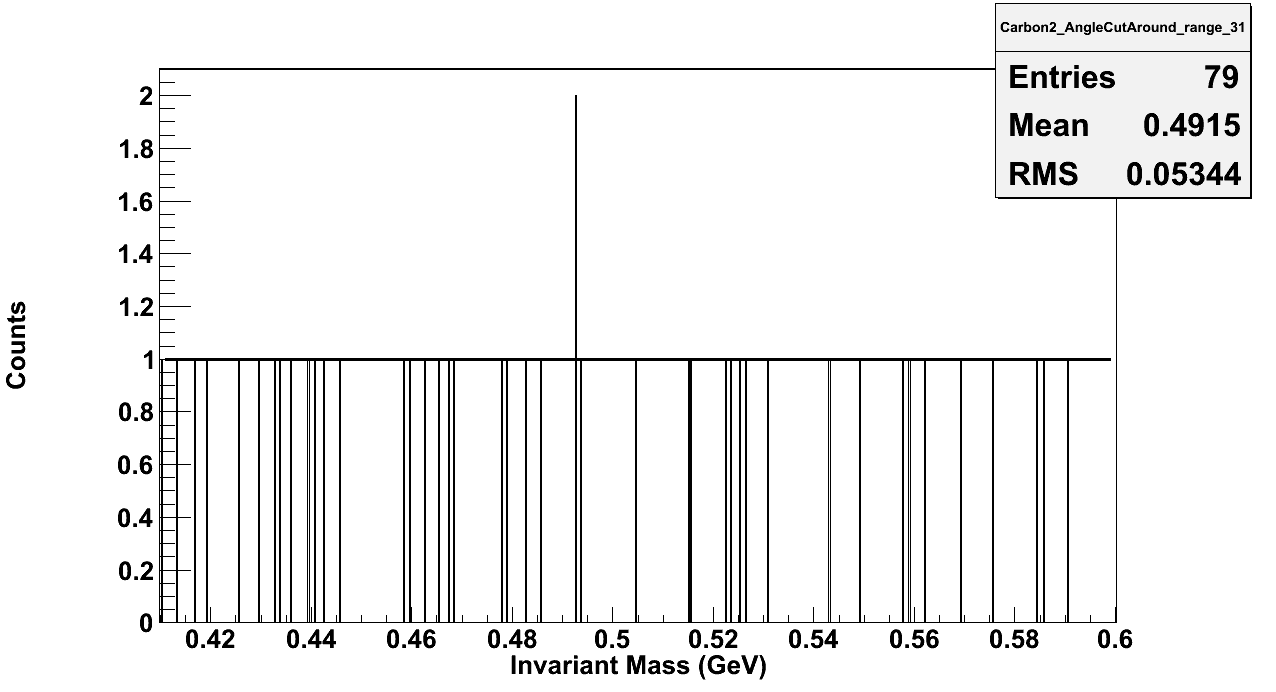 Carbon2_AngleCutAround_range_31
Entries 79
Mean 0.4915
RMS 0.05344
2
1.8
1.6
1.4
1.2
1
0.8
0.6
0.4
0.2
0
Counts
0.42 0.44 0.46 0.48 0.5 0.52 0.54 0.56 0.58 0.6
Invariant Mass (GeV)